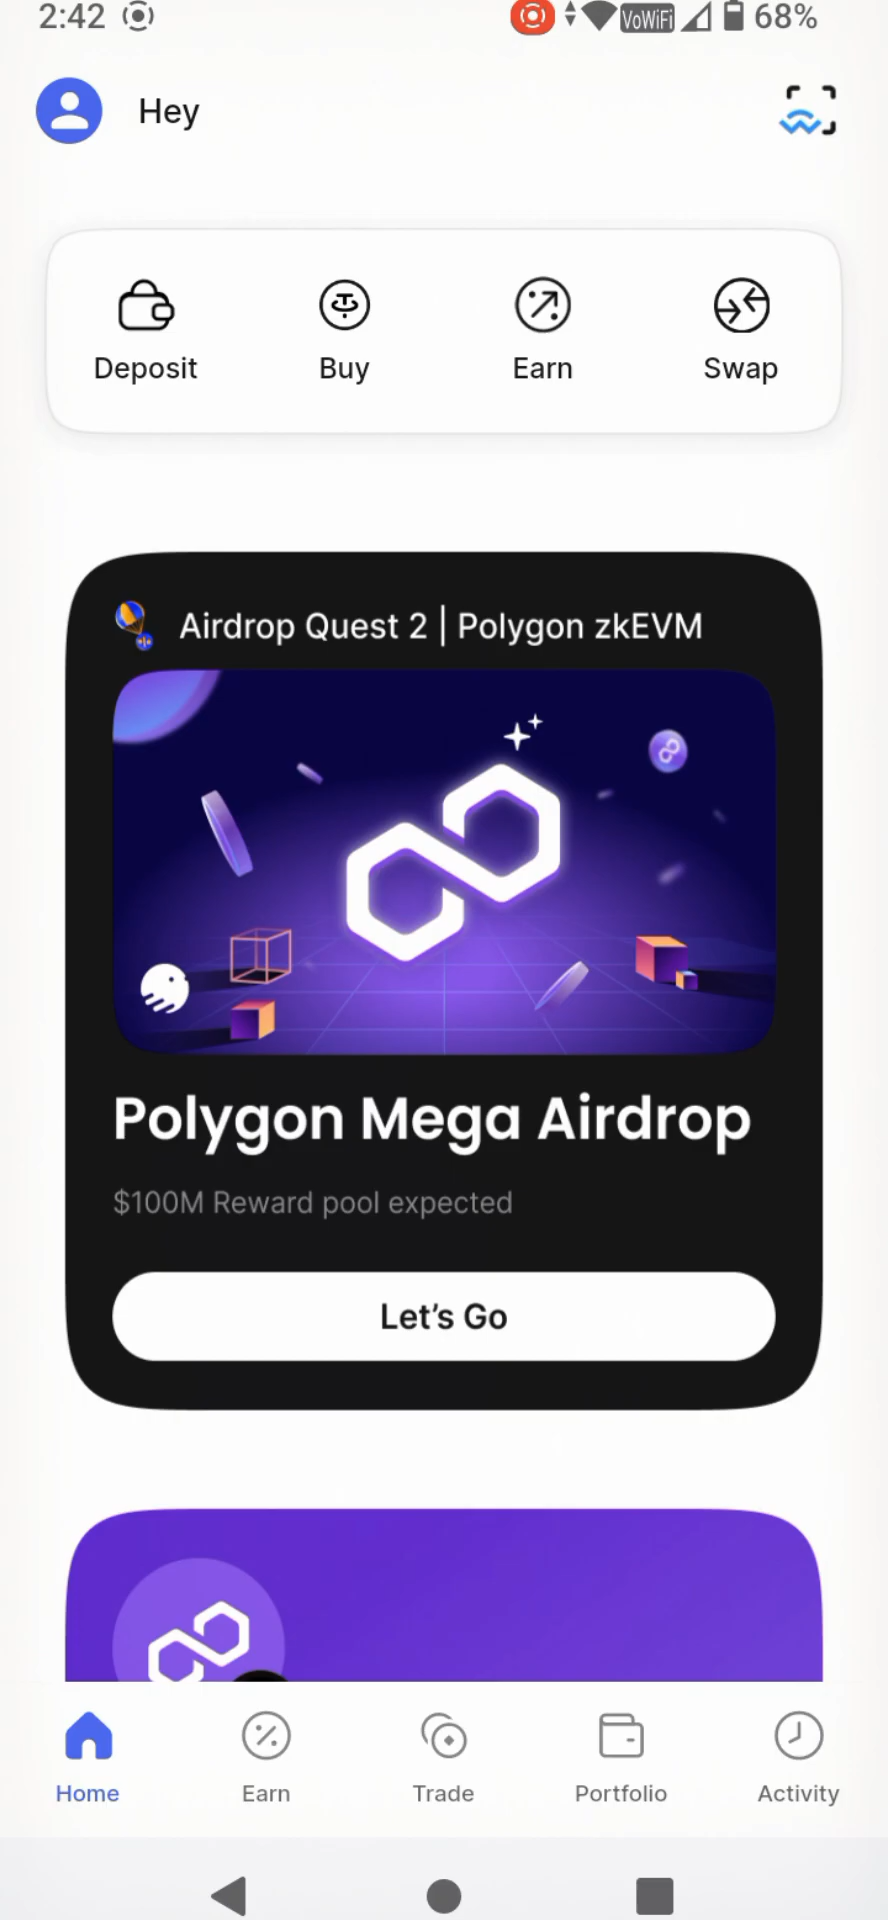 2:42
VoWiFi
68%
Hey
Deposit
Buy
Earn
Swap
Airdrop Quest 2 | Polygon zkEVM
Polygon Mega Airdrop
$100M Reward pool expected
Let's Go
Home
Earn
Trade
Portfolio
Activity